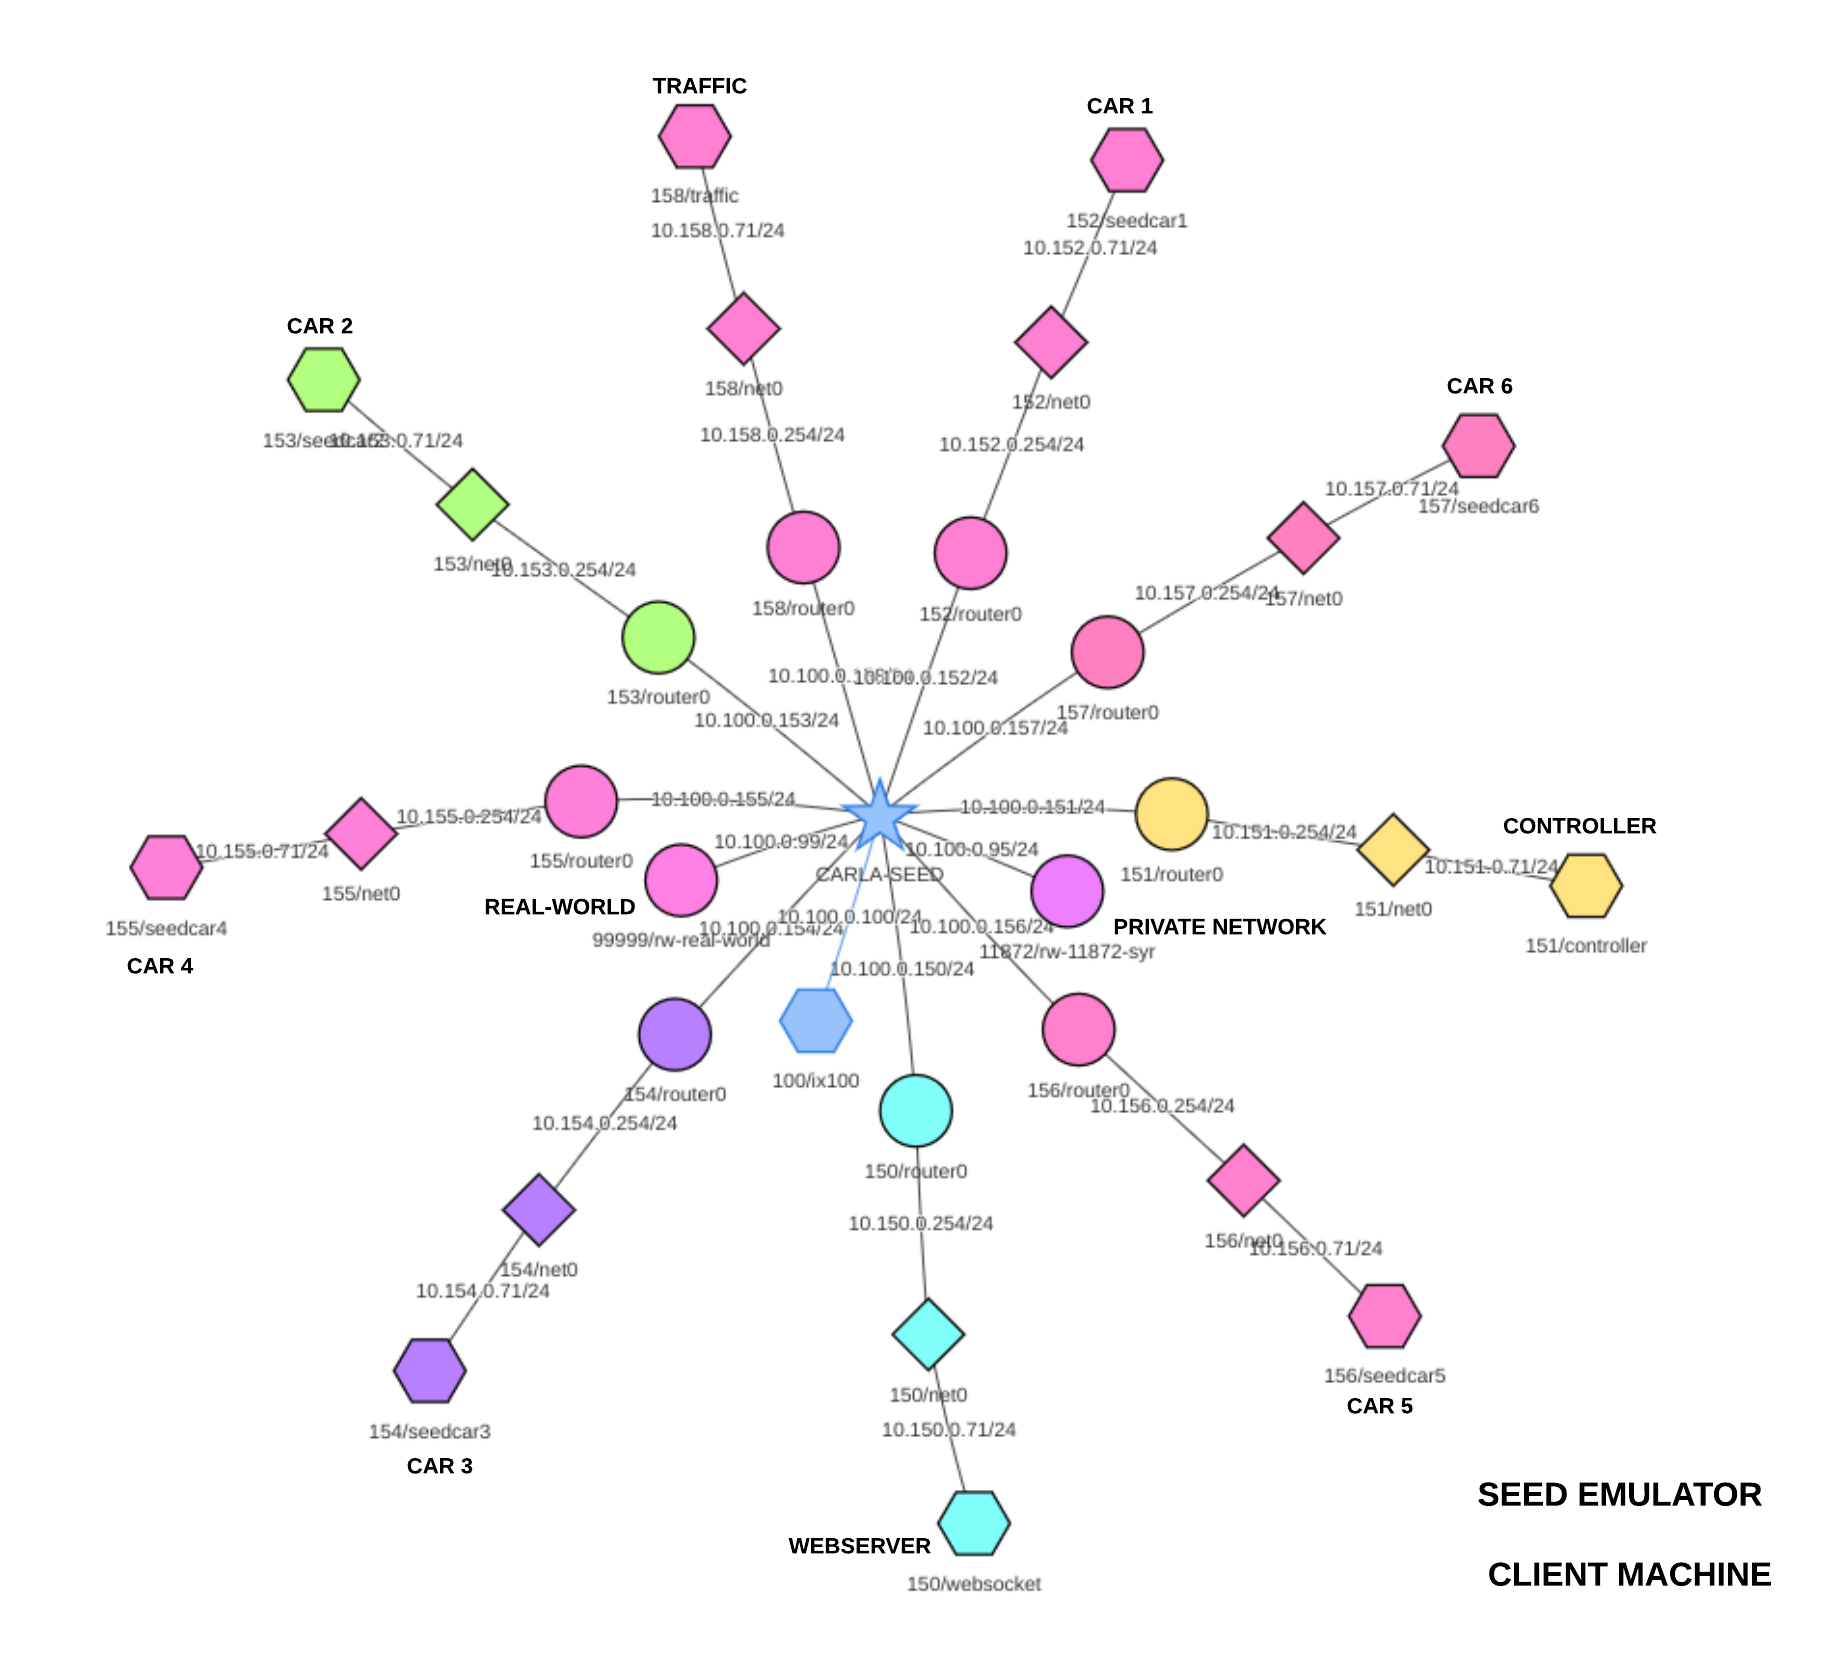 TRAFFIC
CAR 1
158/traffic
152/seedcar1
10.158.0.71/24
10.152.0.71/24
CAR 2
158/net0
152/net0
CAR 6
10.153.0.71/24
10.158.0.254/24
10.152.0.254/24
10.157.0.71/24
157/seedcar6
153/net0
10.153.0.254/24
10.157.0.254/24
157/net0
158/router0
152/router0
153/router0
10.100.0.152/24
157/router0
10.100.0.153/24
10.100.0.157/24
10.100.0.155/24
10.100.0.151/24
10.155.0.254/24
10.151.0.254/24
CONTROLLER
10.155.0.71/24
155/router0
10.100.0.99/24
10.100.0.95/24
10.151.0.71/24
155/net0
CARLA-SEED
151/router0
151/net0
REAL-WORLD
155/seedcar4
10.100.0.154/24
10.100.0.100/24
10.100.0.156/24
PRIVATE NETWORK
99999/rw-real-world
11872/rw-11872-syr
151/controller
CAR 4
10.100.0.150/24
100/ix100
154/router0
156/router0
10.156.0.254/24
10.154.0.254/24
150/router0
10.150.0.254/24
154/net0
156/net0
10.156.0.71/24
10.154.0.71/24
156/seedcar5
150/net0
CAR 5
154/seedcar3
10.150.0.71/24
CAR 3
SEED EMULATOR
WEBSERVER
150/websocket
CLIENT MACHINE